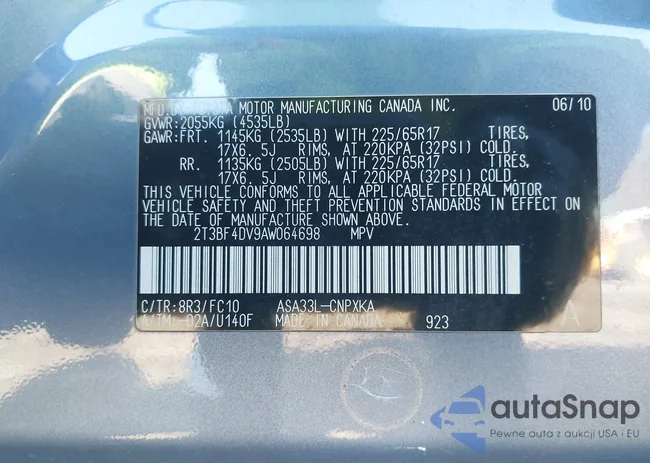 MFD. BY TOYOTA MOTOR MANUFACTURING CANADA INC. 06/10
GVWR:2055KG (4535LB)
GAWR:FRT. 1145KG (2535LB) WITH 225/65R17 TIRES,
17X6. 5J RIMS, AT 220KPA (32PSI) COLD.
RR. 1135KG (2505LB) WITH 225/65R17 TIRES,
17X6. 5J RIMS, AT 220KPA (32PSI) COLD.
THIS VEHICLE CONFORMS TO ALL APPLICABLE FEDERAL MOTOR
VEHICLE SAFETY AND THEFT PREVENTION STANDARDS IN EFFECT ON
THE DATE OF MANUFACTURE SHOWN ABOVE.
2T3BF4DV9AW064698 MPV
C/TR:8R3/FC10 ASA33L-CNPXKA
A/TM:-02A/U140F MADE IN CANADA 923 A
autoSnap
Pewne auta z aukcji USA i EU